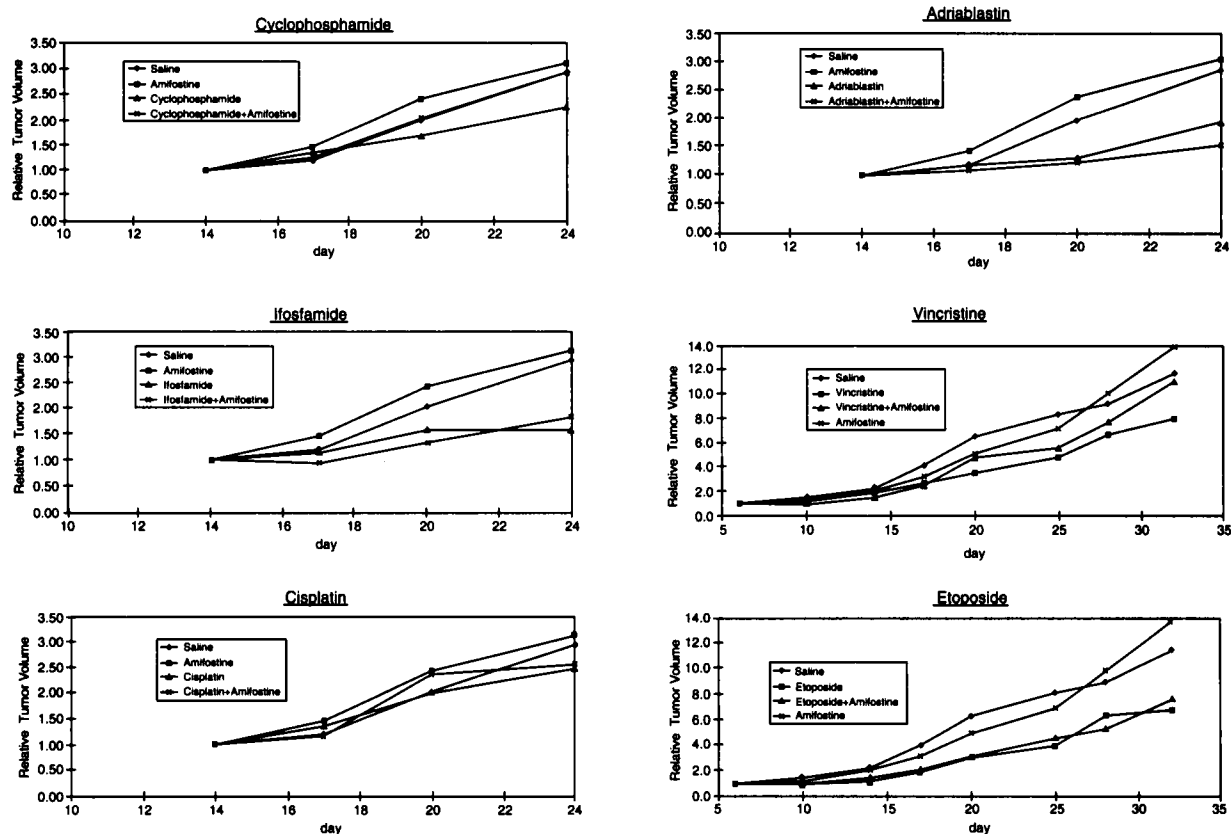 Cyclophosphamide
Relative Tumor Volume
3.50
3.00
2.50
2.00
1.50
1.00
0.50
0.00
Saline
Amifostine
Cyclophosphamide
Cyclophosphamide+Amifostine
10 12 14 16 18 20 22 24
day
Adriablastin
Relative Tumor Volume
3.50
3.00
2.50
2.00
1.50
1.00
0.50
0.00
Saline
Amifostine
Adriablastin
Adriablastin+Amifostine
10 12 14 16 18 20 22 24
day
Ifosfamide
Relative Tumor Volume
3.50
3.00
2.50
2.00
1.50
1.00
0.50
0.00
Saline
Amifostine
Ifosfamide
Ifosfamide+Amifostine
10 12 14 16 18 20 22 24
day
Vincristine
Relative Tumor Volume
14.0
12.0
10.0
8.0
6.0
4.0
2.0
0.0
Saline
Vincristine
Vincristine+Amifostine
Amifostine
5 10 15 20 25 30 35
day
Cisplatin
Relative Tumor Volume
3.50
3.00
2.50
2.00
1.50
1.00
0.50
0.00
Saline
Amifostine
Cisplatin
Cisplatin+Amifostine
10 12 14 16 18 20 22 24
day
Etoposide
Relative Tumor Volume
14.0
12.0
10.0
8.0
6.0
4.0
2.0
0.0
Saline
Etoposide
Etoposide+Amifostine
Amifostine
5 10 15 20 25 30 35
day